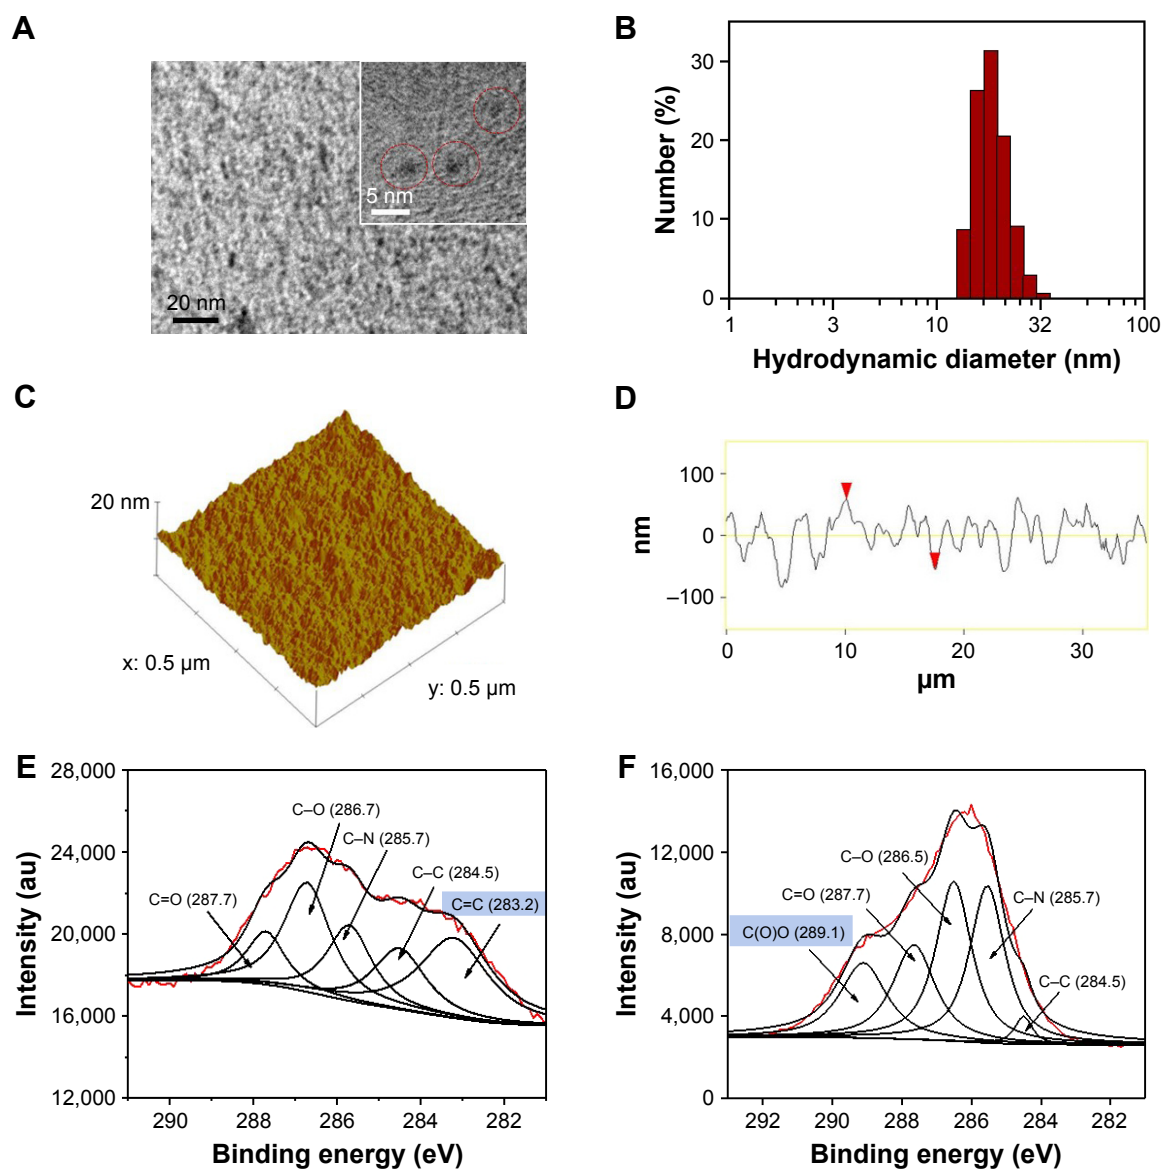 A
5 nm
20 nm
B
Number (%)
30
20
10
0
1
3
10
32
100
Hydrodynamic diameter (nm)
C
20 nm
x: 0.5 μm
y: 0.5 μm
D
nm
100
0
–100
0
10
20
30
μm
E
Intensity (au)
28,000
24,000
20,000
16,000
12,000
C–O (286.7)
C–N (285.7)
C–C (284.5)
C=O (287.7)
C=C (283.2)
290
288
286
284
282
Binding energy (eV)
F
Intensity (au)
16,000
12,000
8,000
4,000
0
C–O (286.5)
C=O (287.7)
C–N (285.7)
C(O)O (289.1)
C–C (284.5)
292
290
288
286
284
282
Binding energy (eV)